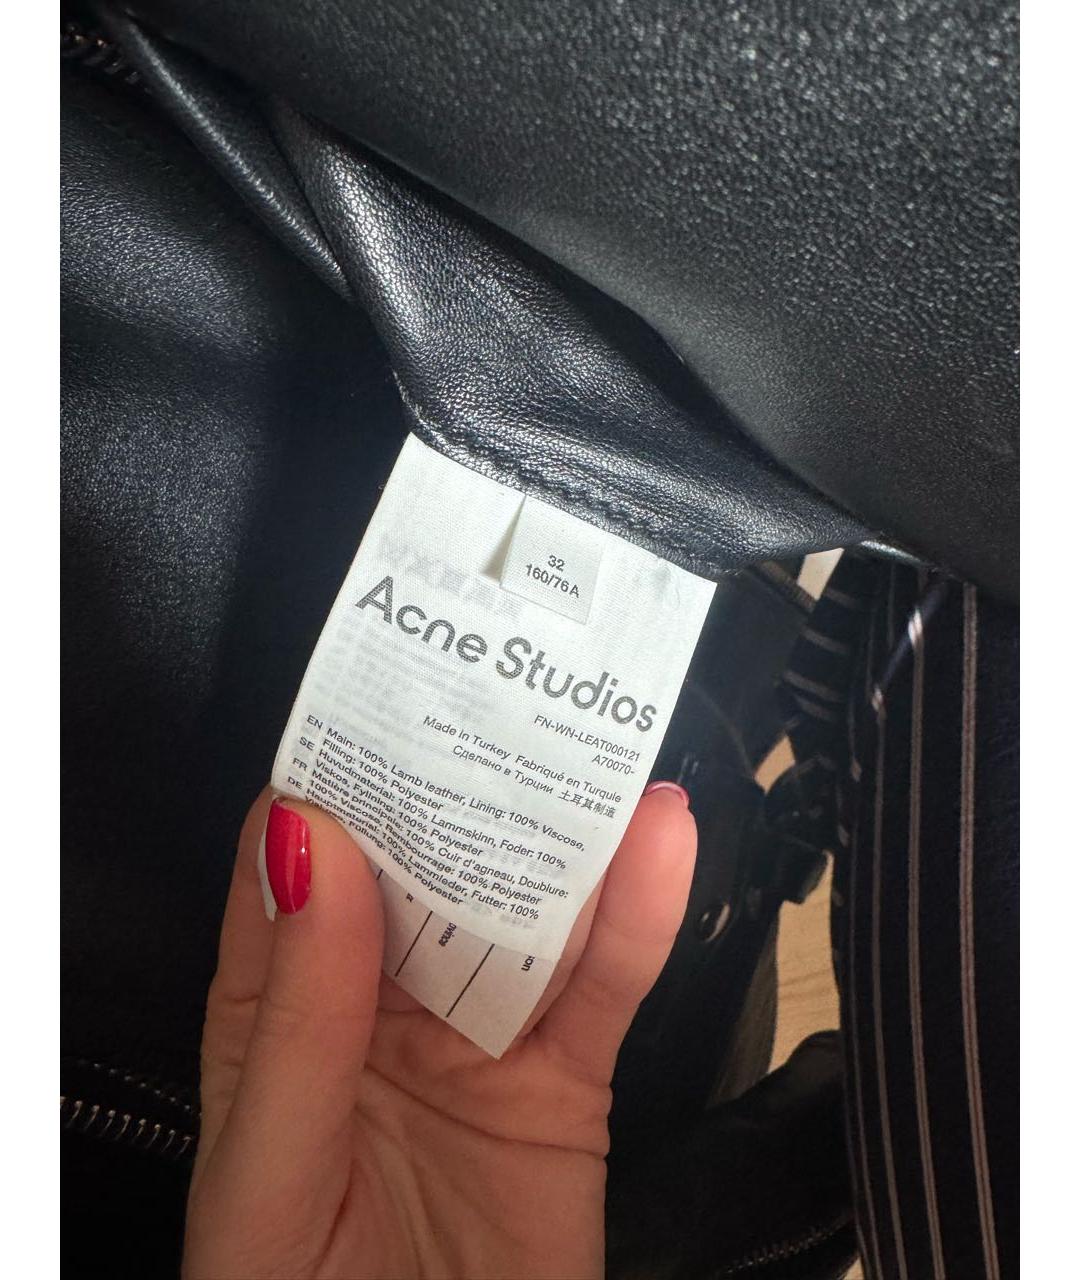 32
160/76A
Acne Studios
FN-WN-LEAT000121
A70070-
Made in Turkey Fabriqué en Turquie
Сделано в Турции 土耳其制造
EN Main: 100% Lamb leather, Lining: 100% Viscose,
Filling: 100% Polyester
SE Huvudmaterial: 100% Lammskinn, Foder: 100%
Viskos, Fyllning: 100% Polyester
FR Matière principale: 100% Cuir d'agneau, Doublure:
100% Viscose, Rembourrage: 100% Polyester
DE Hauptmaterial: 100% Lammleder, Futter: 100%
Füllung: 100% Polyester